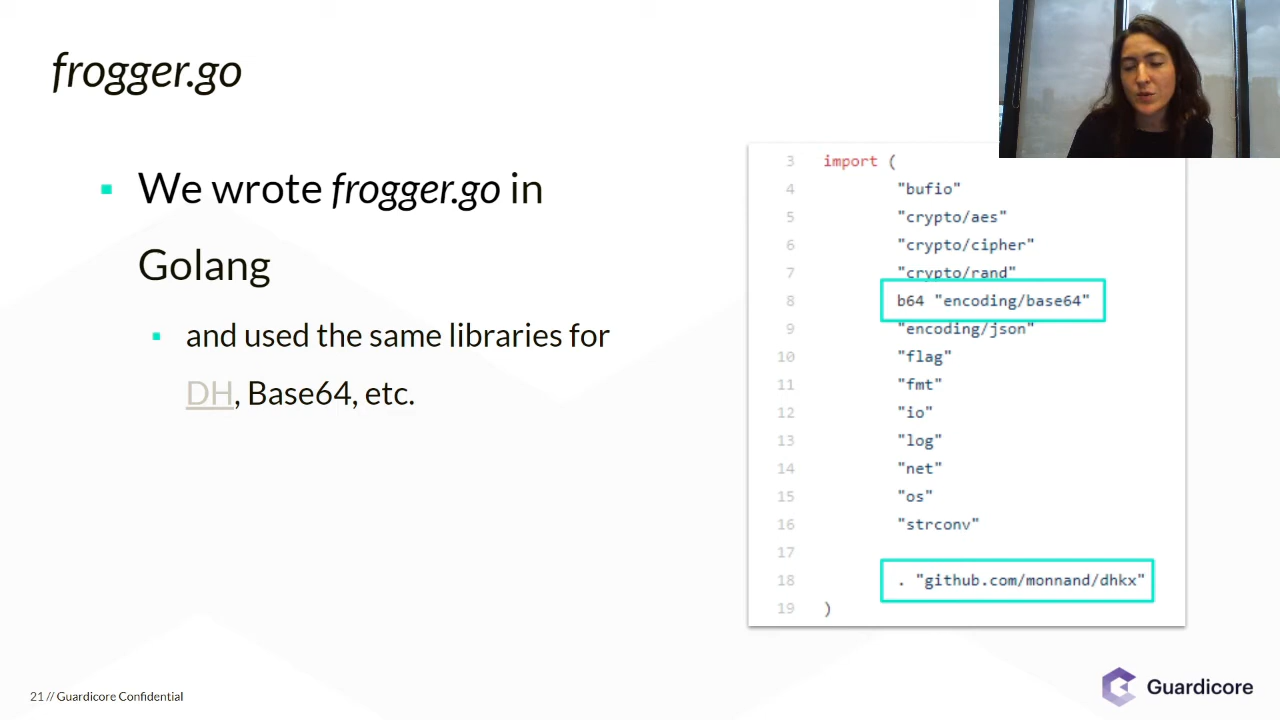 frogger.go
▪ We wrote frogger.go in
Golang
▪ and used the same libraries for
DH, Base64, etc.
3 import (
4 "bufio"
5 "crypto/aes"
6 "crypto/cipher"
7 "crypto/rand"
8 b64 "encoding/base64"
9 "encoding/json"
10 "flag"
11 "fmt"
12 "io"
13 "log"
14 "net"
15 "os"
16 "strconv"
17
18 . "github.com/monnand/dhkx"
19 )
21 // Guardicore Confidential
Guardicore